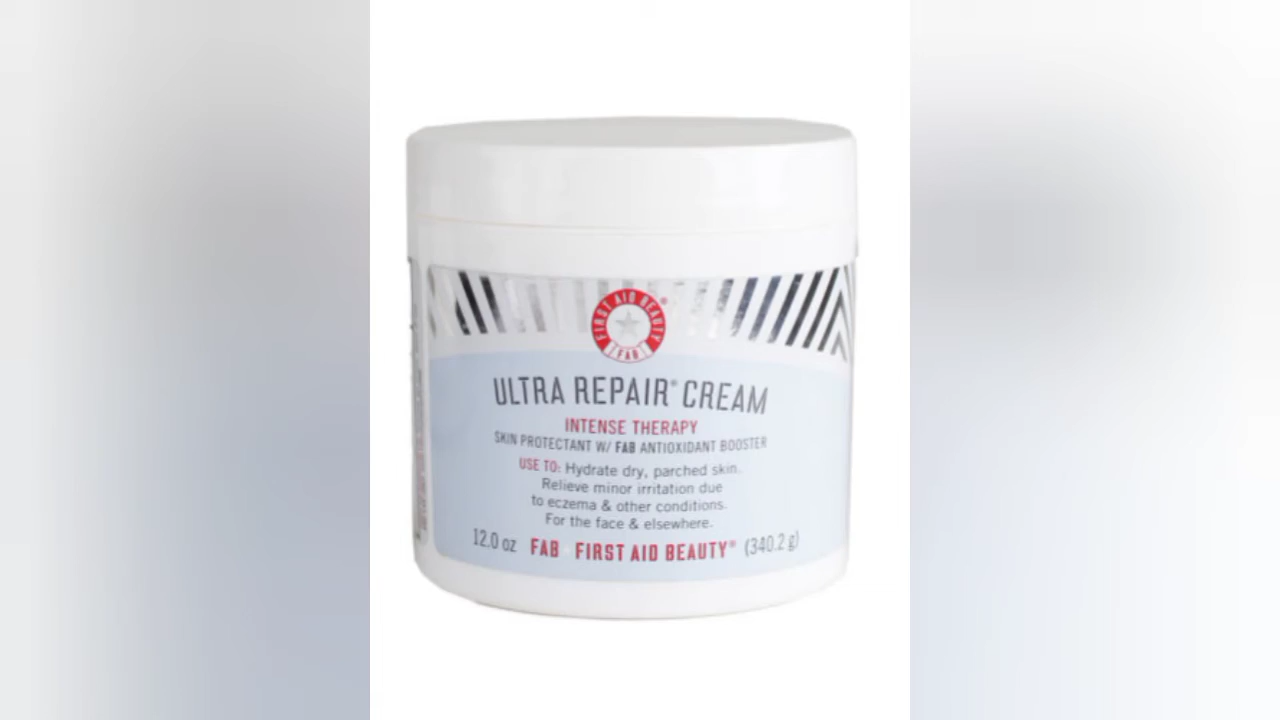 FIRST AID BEAUTY®
FAB
ULTRA REPAIR® CREAM
INTENSE THERAPY
SKIN PROTECTANT W/ FAB ANTIOXIDANT BOOSTER
USE TO: Hydrate dry, parched skin.
Relieve minor irritation due
to eczema & other conditions.
For the face & elsewhere.
12.0 oz FAB · FIRST AID BEAUTY® (340.2 g)